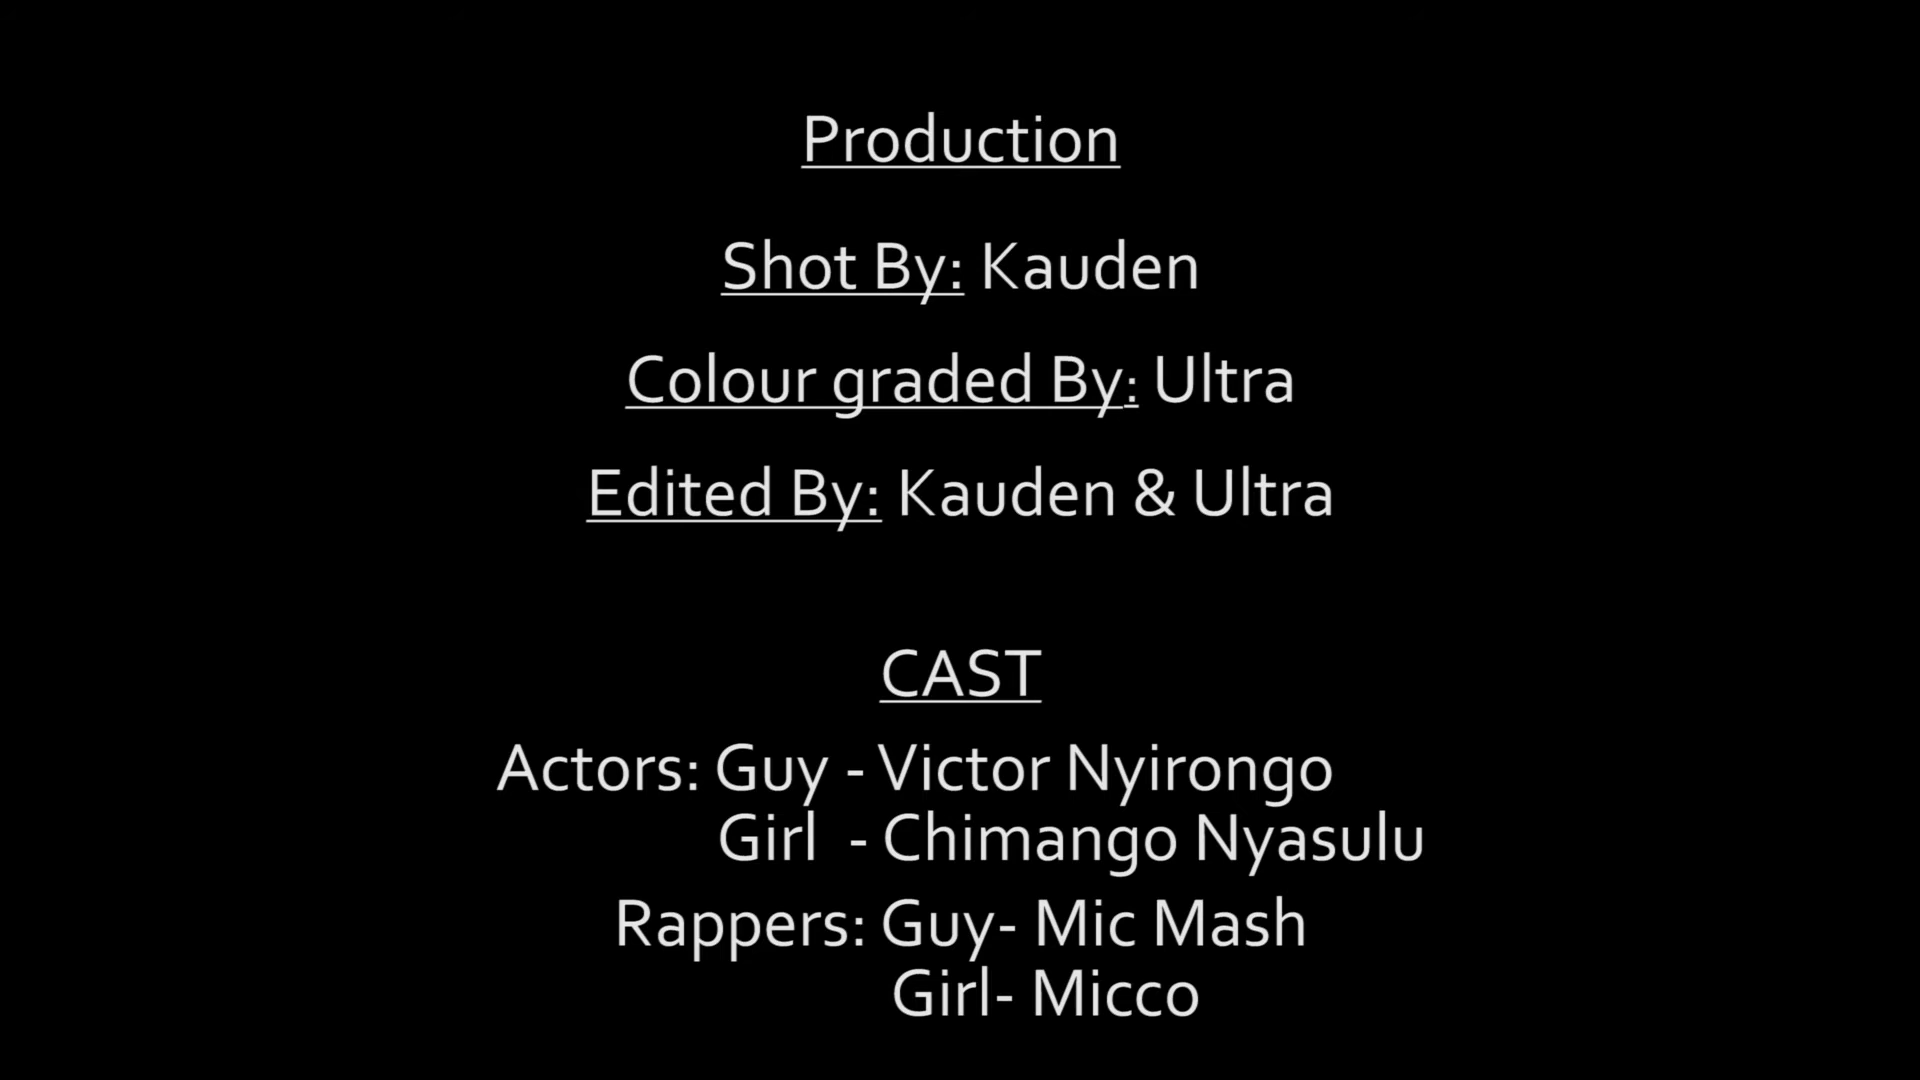 Production
Shot By: Kauden
Colour graded By: Ultra
Edited By: Kauden & Ultra
CAST
Actors: Guy - Victor Nyirongo
Girl - Chimango Nyasulu
Rappers: Guy- Mic Mash
Girl- Micco